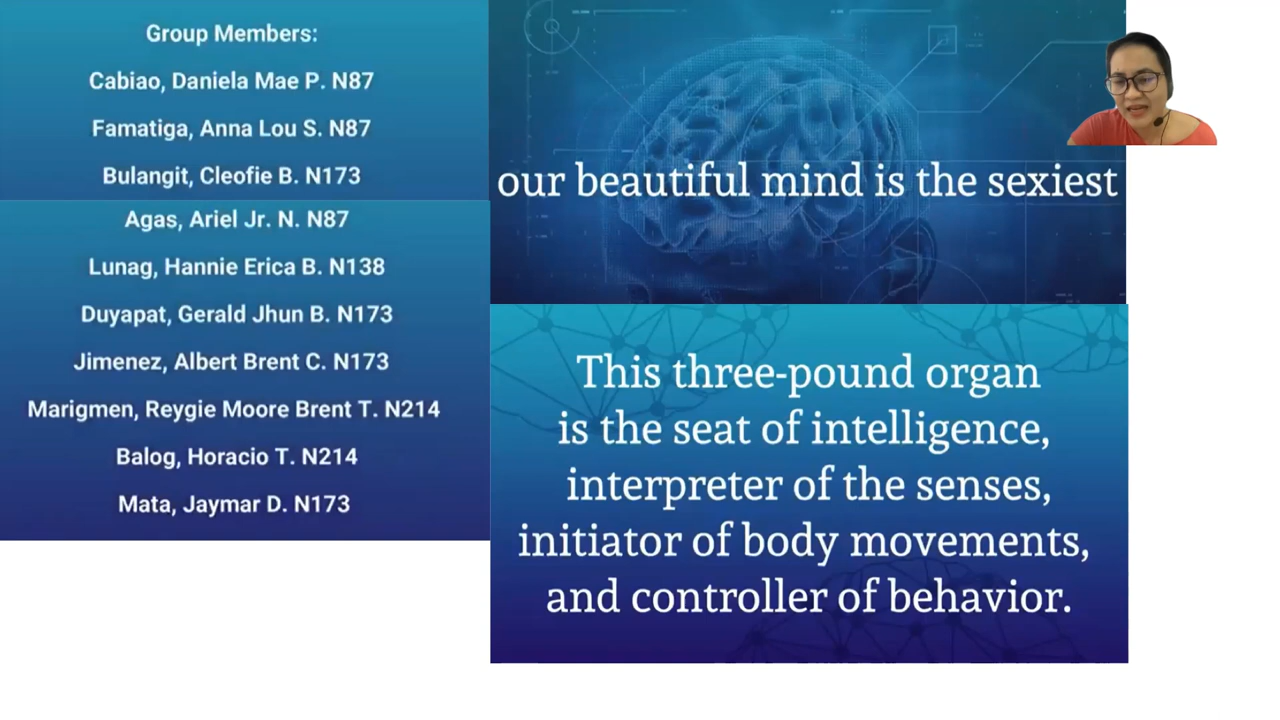 Group Members:
Cabiao, Daniela Mae P. N87
Famatiga, Anna Lou S. N87
Bulangit, Cleofie B. N173
Agas, Ariel Jr. N. N87
Lunag, Hannie Erica B. N138
Duyapat, Gerald Jhun B. N173
Jimenez, Albert Brent C. N173
Marigmen, Reygie Moore Brent T. N214
Balog, Horacio T. N214
Mata, Jaymar D. N173
our beautiful mind is the sexiest
This three-pound organ
is the seat of intelligence,
interpreter of the senses,
initiator of body movements,
and controller of behavior.